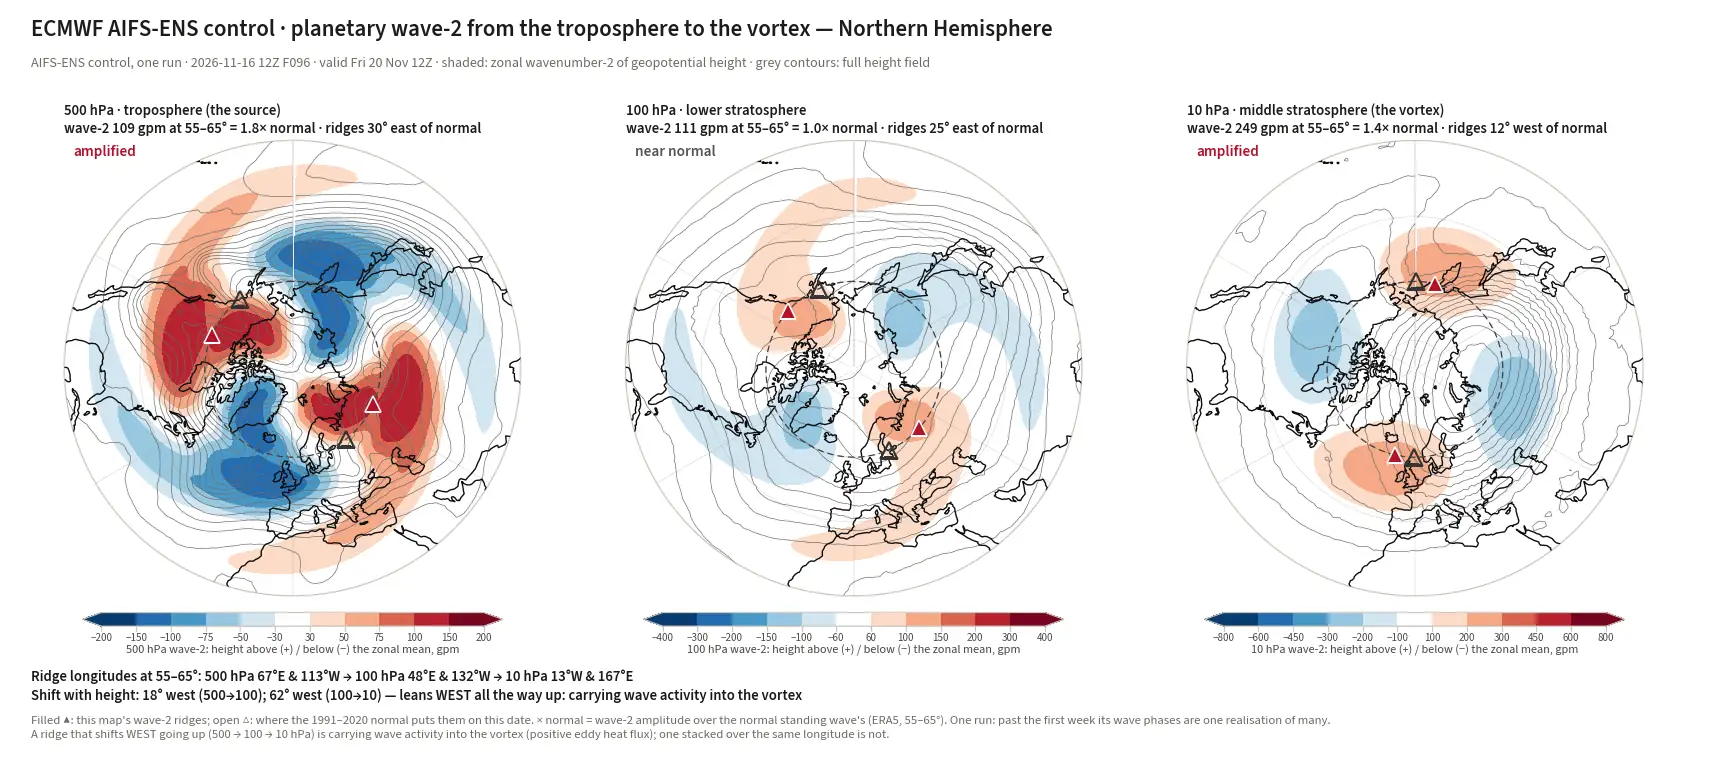 ECMWF AIFS-ENS control · planetary wave-2 from the troposphere to the vortex — Northern Hemisphere
AIFS-ENS control, one run · 2026-11-16 12Z F096 · valid Fri 20 Nov 12Z · shaded: zonal wavenumber-2 of geopotential height · grey contours: full height field
500 hPa · troposphere (the source)
wave-2 109 gpm at 55–65° = 1.8× normal · ridges 30° east of normal
amplified
100 hPa · lower stratosphere
wave-2 111 gpm at 55–65° = 1.0× normal · ridges 25° east of normal
near normal
10 hPa · middle stratosphere (the vortex)
wave-2 249 gpm at 55–65° = 1.4× normal · ridges 12° west of normal
amplified
−200 −150 −100 −75 −50 −30 30 50 75 100 150 200
500 hPa wave-2: height above (+) / below (−) the zonal mean, gpm
−400 −300 −200 −150 −100 −60 60 100 150 200 300 400
100 hPa wave-2: height above (+) / below (−) the zonal mean, gpm
−800 −600 −450 −300 −200 −100 100 200 300 450 600 800
10 hPa wave-2: height above (+) / below (−) the zonal mean, gpm
Ridge longitudes at 55–65°: 500 hPa 67°E & 113°W → 100 hPa 48°E & 132°W → 10 hPa 13°W & 167°E
Shift with height: 18° west (500→100); 62° west (100→10) — leans WEST all the way up: carrying wave activity into the vortex
Filled ▲: this map's wave-2 ridges; open △: where the 1991–2020 normal puts them on this date. × normal = wave-2 amplitude over the normal standing wave's (ERA5, 55–65°). One run: past the first week its wave phases are one realisation of many.
A ridge that shifts WEST going up (500 → 100 → 10 hPa) is carrying wave activity into the vortex (positive eddy heat flux); one stacked over the same longitude is not.